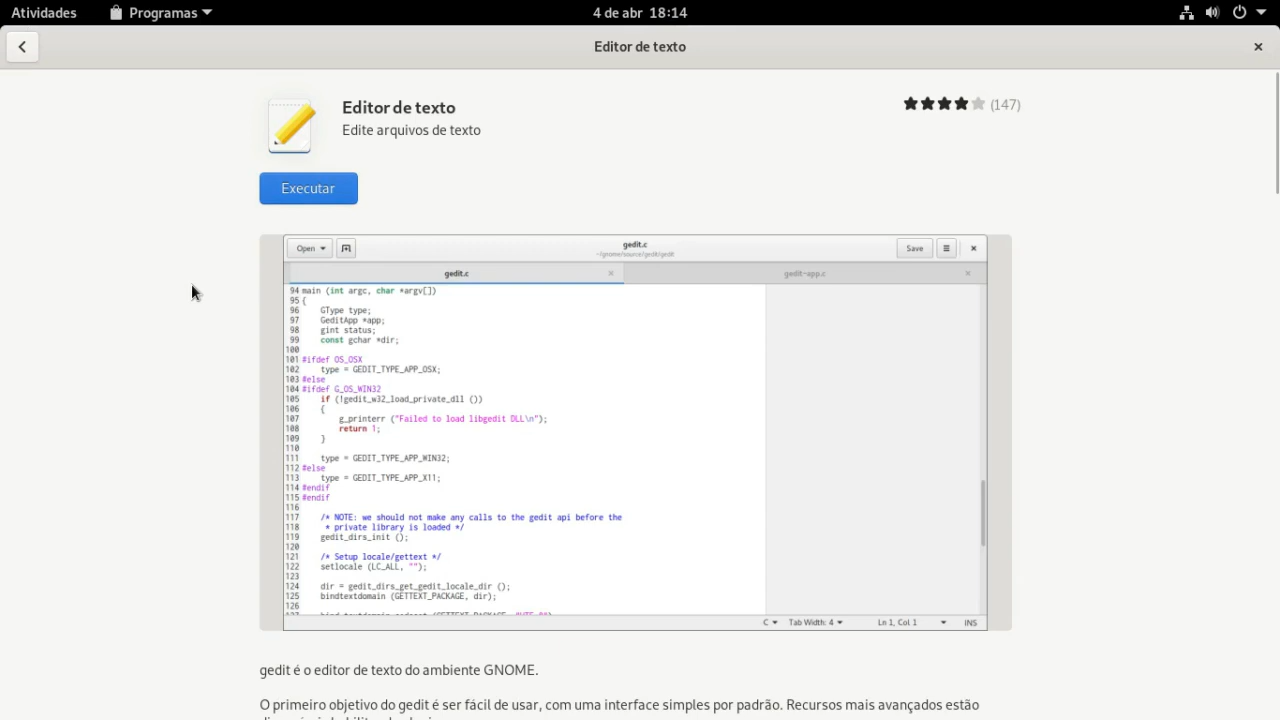 Atividades
Programas
4 de abr 18:14
Editor de texto
Editor de texto
(147)
Edite arquivos de texto
Executar
Open
gedit.c
~/gnome/source/gedit/gedit
Save
gedit.c
gedit-app.c
94 main (int argc, char *argv[])
95 {
96 GType type;
97 GeditApp *app;
98 gint status;
99 const gchar *dir;
100
101 #ifdef OS_OSX
102 type = GEDIT_TYPE_APP_OSX;
103 #else
104 #ifdef G_OS_WIN32
105 if (!gedit_w32_load_private_dll ())
106 {
107 g_printerr ("Failed to load libgedit DLL\n");
108 return 1;
109 }
110
111 type = GEDIT_TYPE_APP_WIN32;
112 #else
113 type = GEDIT_TYPE_APP_X11;
114 #endif
115 #endif
116
117 /* NOTE: we should not make any calls to the gedit api before the
118 * private library is loaded */
119 gedit_dirs_init ();
120
121 /* Setup locale/gettext */
122 setlocale (LC_ALL, "");
123
124 dir = gedit_dirs_get_gedit_locale_dir ();
125 bindtextdomain (GETTEXT_PACKAGE, dir);
126
C
Tab Width: 4
Ln 1, Col 1
INS
gedit é o editor de texto do ambiente GNOME.
O primeiro objetivo do gedit é ser fácil de usar, com uma interface simples por padrão. Recursos mais avançados estão